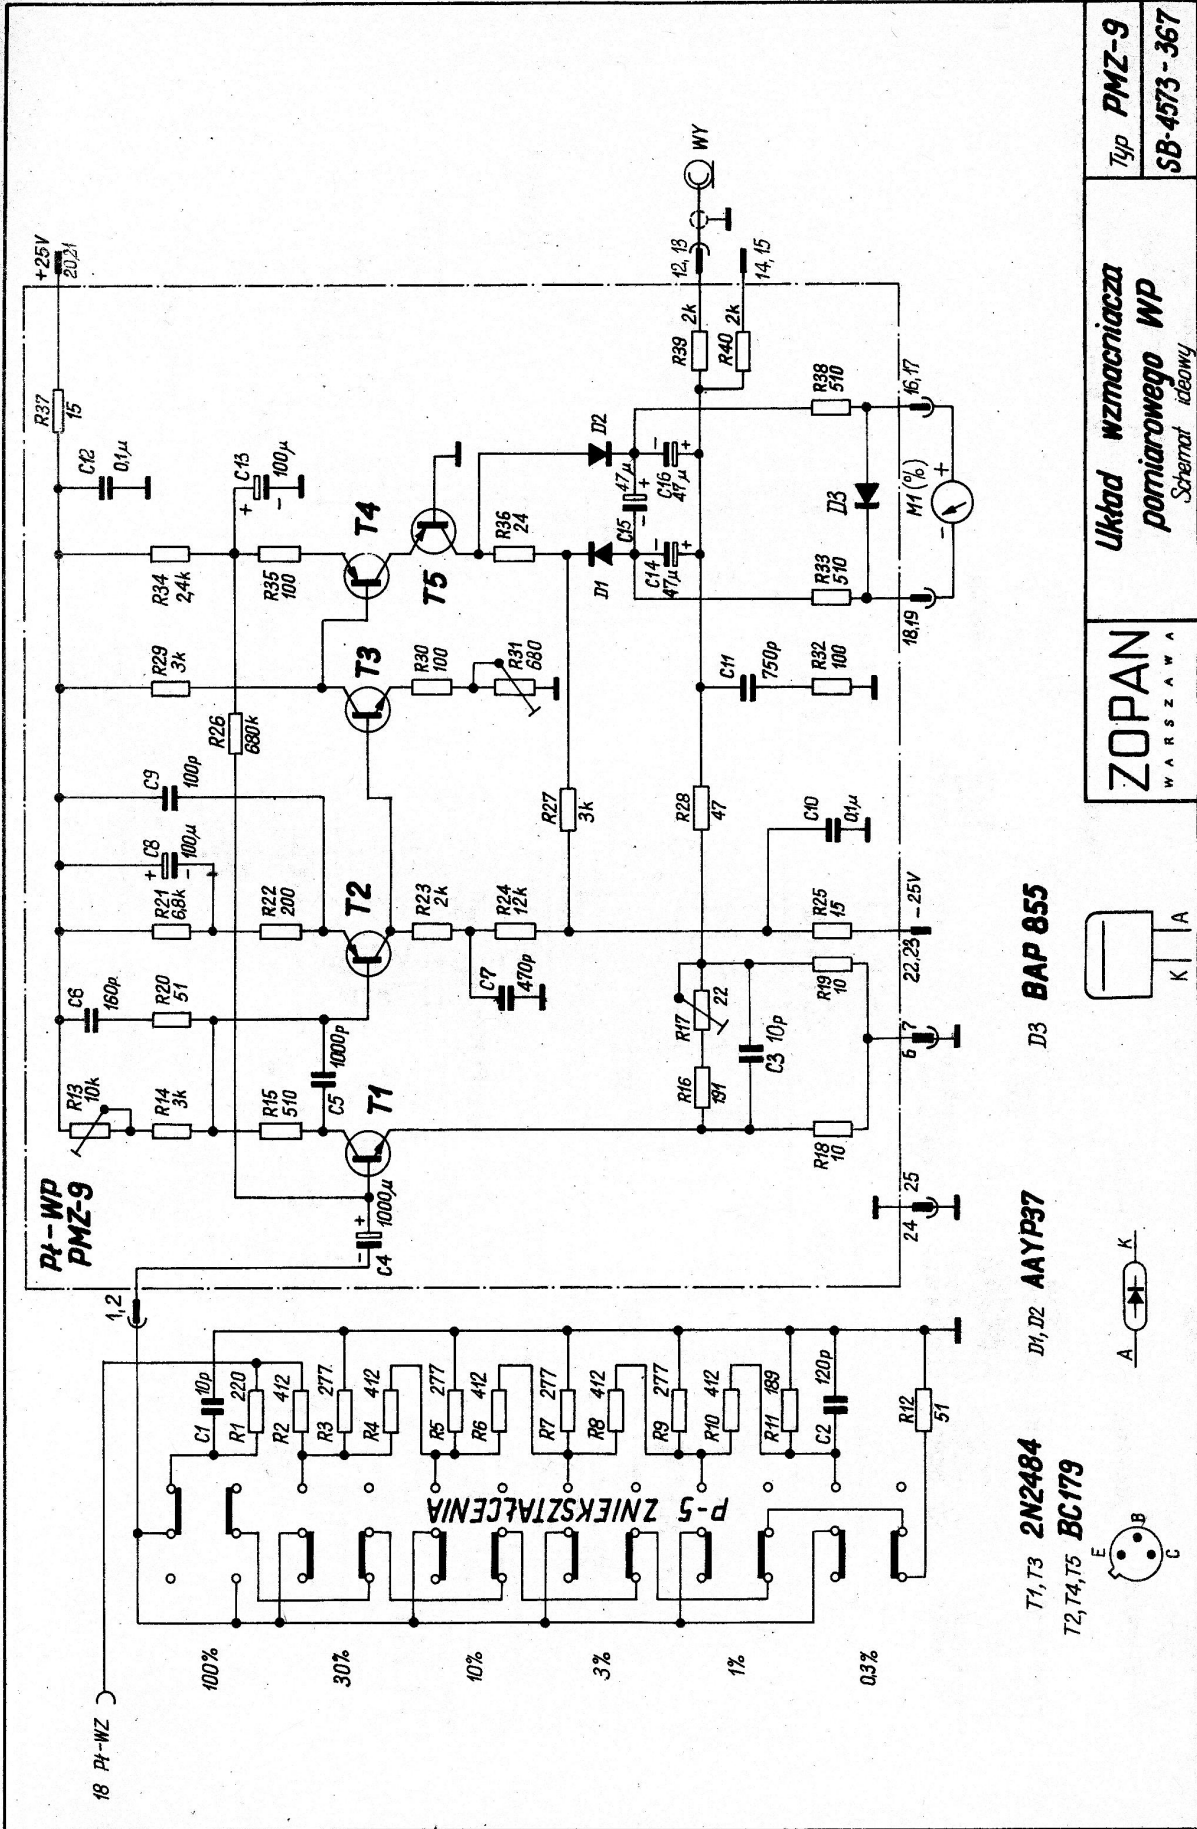 18 Pł-WZ
100%
30%
10%
3%
1%
0,3%
P-5 ZNIEKSZTAŁCENIA
1,2
C1 10p
R1 220
R2 412
R3 277
R4 412
R5 277
R6 412
R7 277
R8 412
R9 277
R10 412
R11 189
C2 120p
R12
51
Pł-WP
PMZ-9
C4
- +
1000µ
R13
10k
R14
3k
R15
510
C5
1000p
T1
C6
160p
R20
51
R21
6,8k
C8
+ -
100µ
R22
200
C9
100p
T2
R23
2k
R24
12k
C7
470p
R26
680k
R29
3k
T3
R30
100
R31
680
R27
3k
R34
2,4k
R35
100
T4
T5
R36
24
C12
0,1µ
C13
+ -
100µ
R37
15
+25V
20,21
D1
D2
C14
47µ
- +
C15
47µ
- +
C16
47µ
- +
R16
191
R17
22
C3 10p
R18
10
R19
10
R28
47
C10
0,1µ
R25
15
-25V
22,23
C11
750p
R32
100
R33
510
R38
510
D3
M1 (%)
- +
18,19
16,17
R39 2k
R40 2k
12, 13
14, 15
WY
24 25
6 7
T1, T3 2N2484
T2, T4, T5 BC179
E
B
C
D1, D2 AAYP37
A K
D3 BAP 855
K A
ZOPAN
WARSZAWA
Układ wzmacniacza
pomiarowego WP
Schemat ideowy
Typ PMZ-9
SB-4573-367